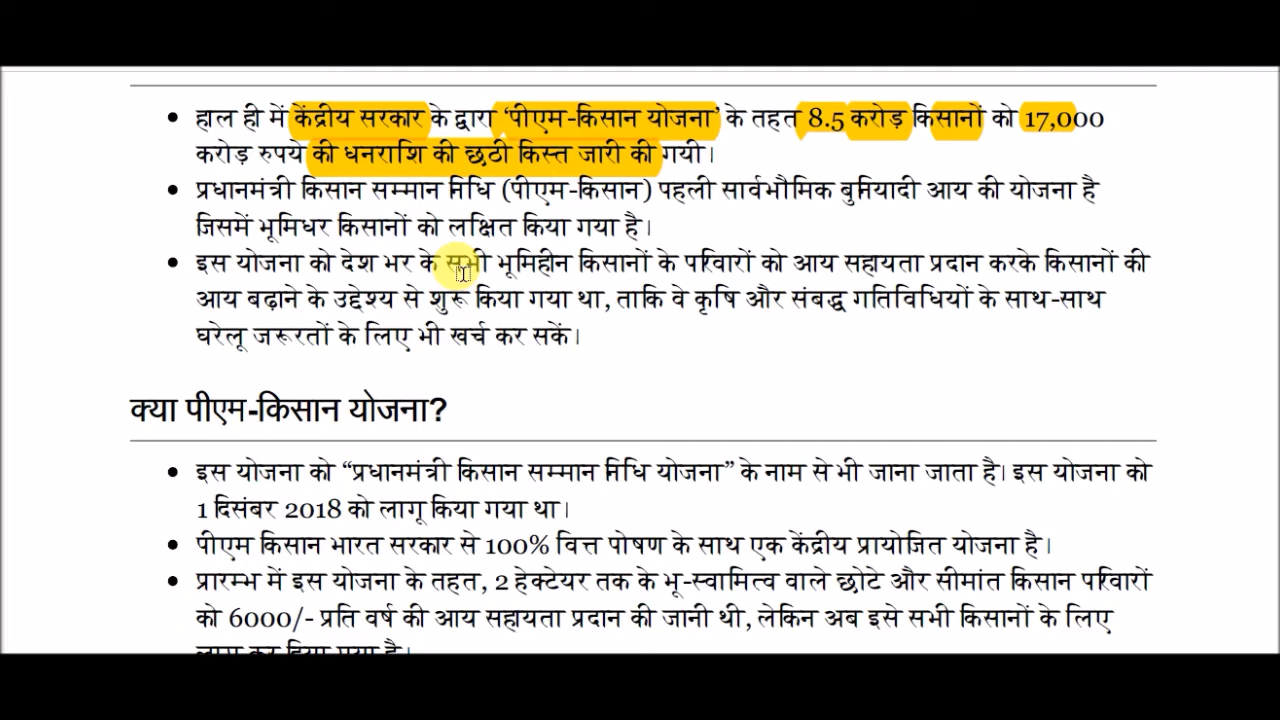 हाल ही में केंद्रीय सरकार के द्वारा ‘पीएम-किसान योजना’ के तहत 8.5 करोड़ किसानों को 17,000
करोड़ रुपये की धनराशि की छठी किस्त जारी की गयी।
प्रधानमंत्री किसान सम्मान निधि (पीएम-किसान) पहली सार्वभौमिक बुनियादी आय की योजना है
जिसमें भूमिधर किसानों को लक्षित किया गया है।
इस योजना को देश भर के सभी भूमिहीन किसानों के परिवारों को आय सहायता प्रदान करके किसानों की
आय बढ़ाने के उद्देश्य से शुरू किया गया था, ताकि वे कृषि और संबद्ध गतिविधियों के साथ-साथ
घरेलू जरूरतों के लिए भी खर्च कर सकें।
क्या पीएम-किसान योजना?
इस योजना को “प्रधानमंत्री किसान सम्मान निधि योजना” के नाम से भी जाना जाता है। इस योजना को
1 दिसंबर 2018 को लागू किया गया था।
पीएम किसान भारत सरकार से 100% वित्त पोषण के साथ एक केंद्रीय प्रायोजित योजना है।
प्रारम्भ में इस योजना के तहत, 2 हेक्टेयर तक के भू-स्वामित्व वाले छोटे और सीमांत किसान परिवारों
को 6000/- प्रति वर्ष की आय सहायता प्रदान की जानी थी, लेकिन अब इसे सभी किसानों के लिए
लागू कर दिया गया है।